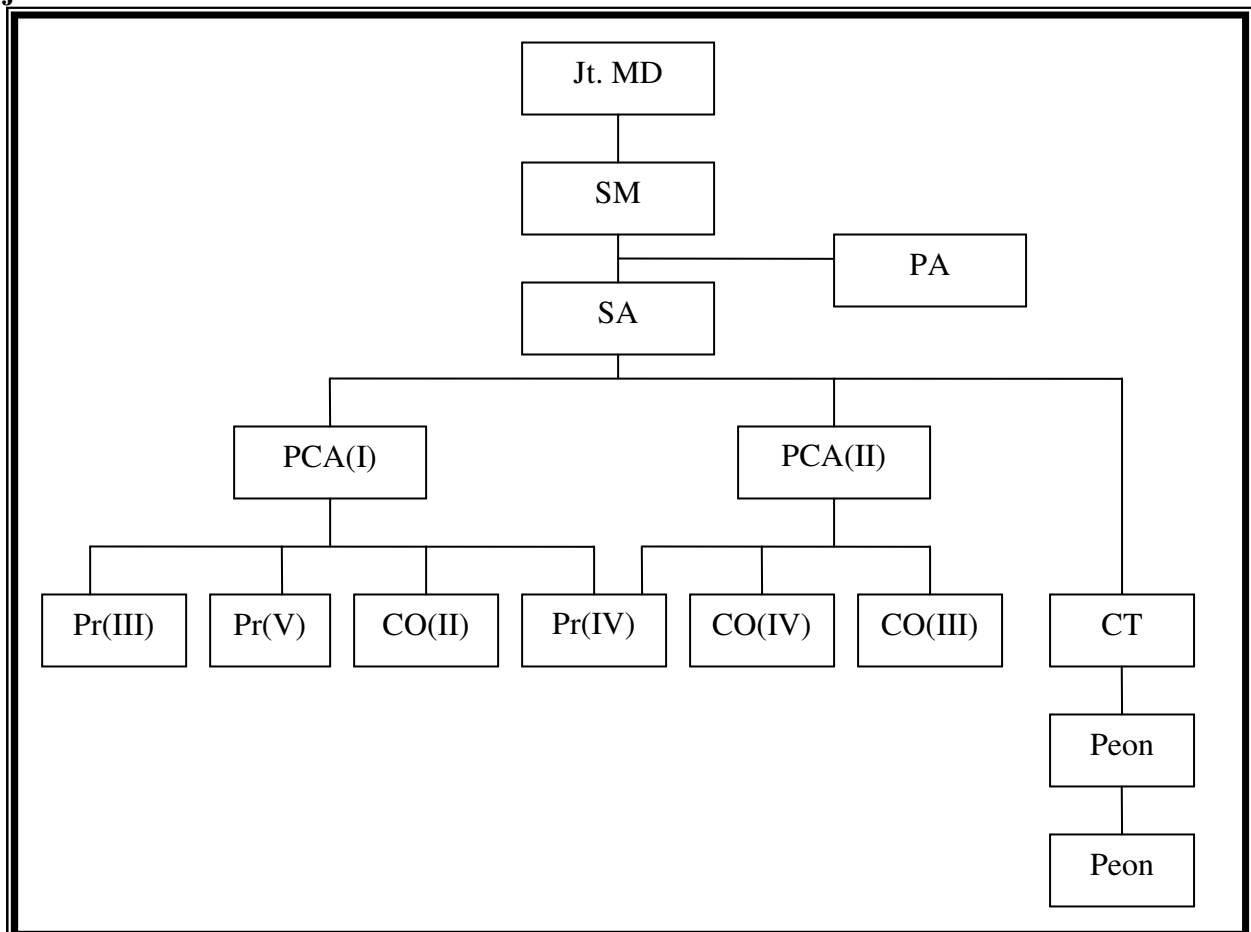 Jt. MD
SM
PA
SA
PCA(I)
PCA(II)
Pr(III)
Pr(V)
CO(II)
Pr(IV)
CO(IV)
CO(III)
CT
Peon
Peon